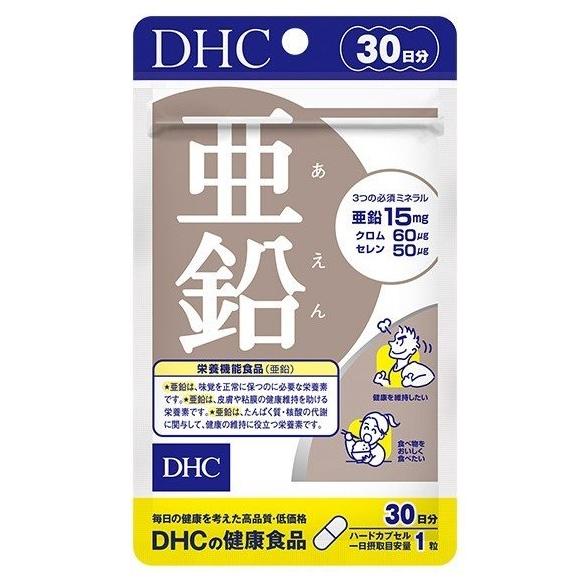 DHC
30日分
亜鉛
あえん
3つの必須ミネラル
亜鉛 15mg
クロム 60μg
セレン 50μg
栄養機能食品(亜鉛)
★亜鉛は、味覚を正常に保つのに必要な栄養素
です。★亜鉛は、皮膚や粘膜の健康維持を助ける
栄養素です。★亜鉛は、たんぱく質・核酸の代謝
に関与して、健康の維持に役立つ栄養素です。
健康を維持したい
食べ物を
おいしく
食べたい
DHC
毎日の健康を考えた高品質・低価格
DHCの健康食品
30日分
ハードカプセル
一日摂取目安量 1粒